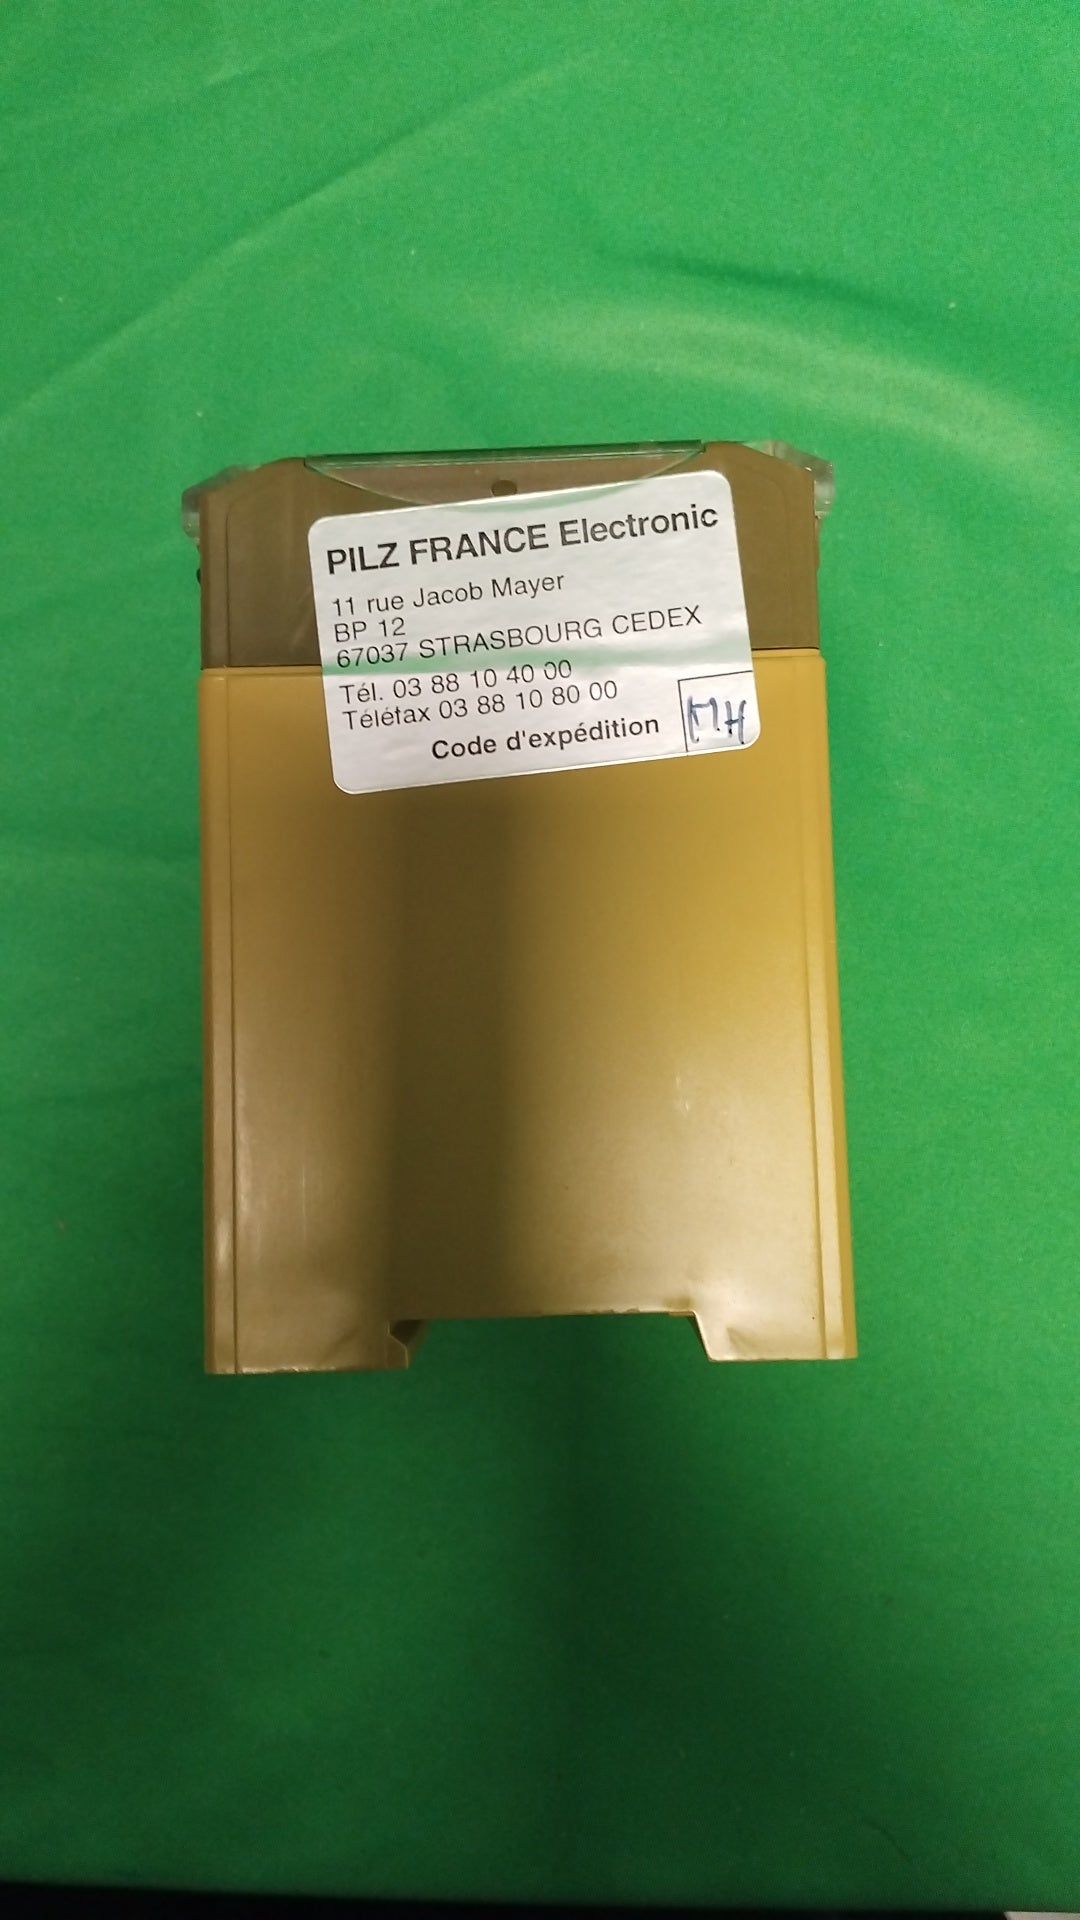 PILZ FRANCE Electronic
11 rue Jacob Mayer
BP 12
67037 STRASBOURG CEDEX
Tél. 03 88 10 40 00
Téléfax 03 88 10 80 00
Code d'expédition MH